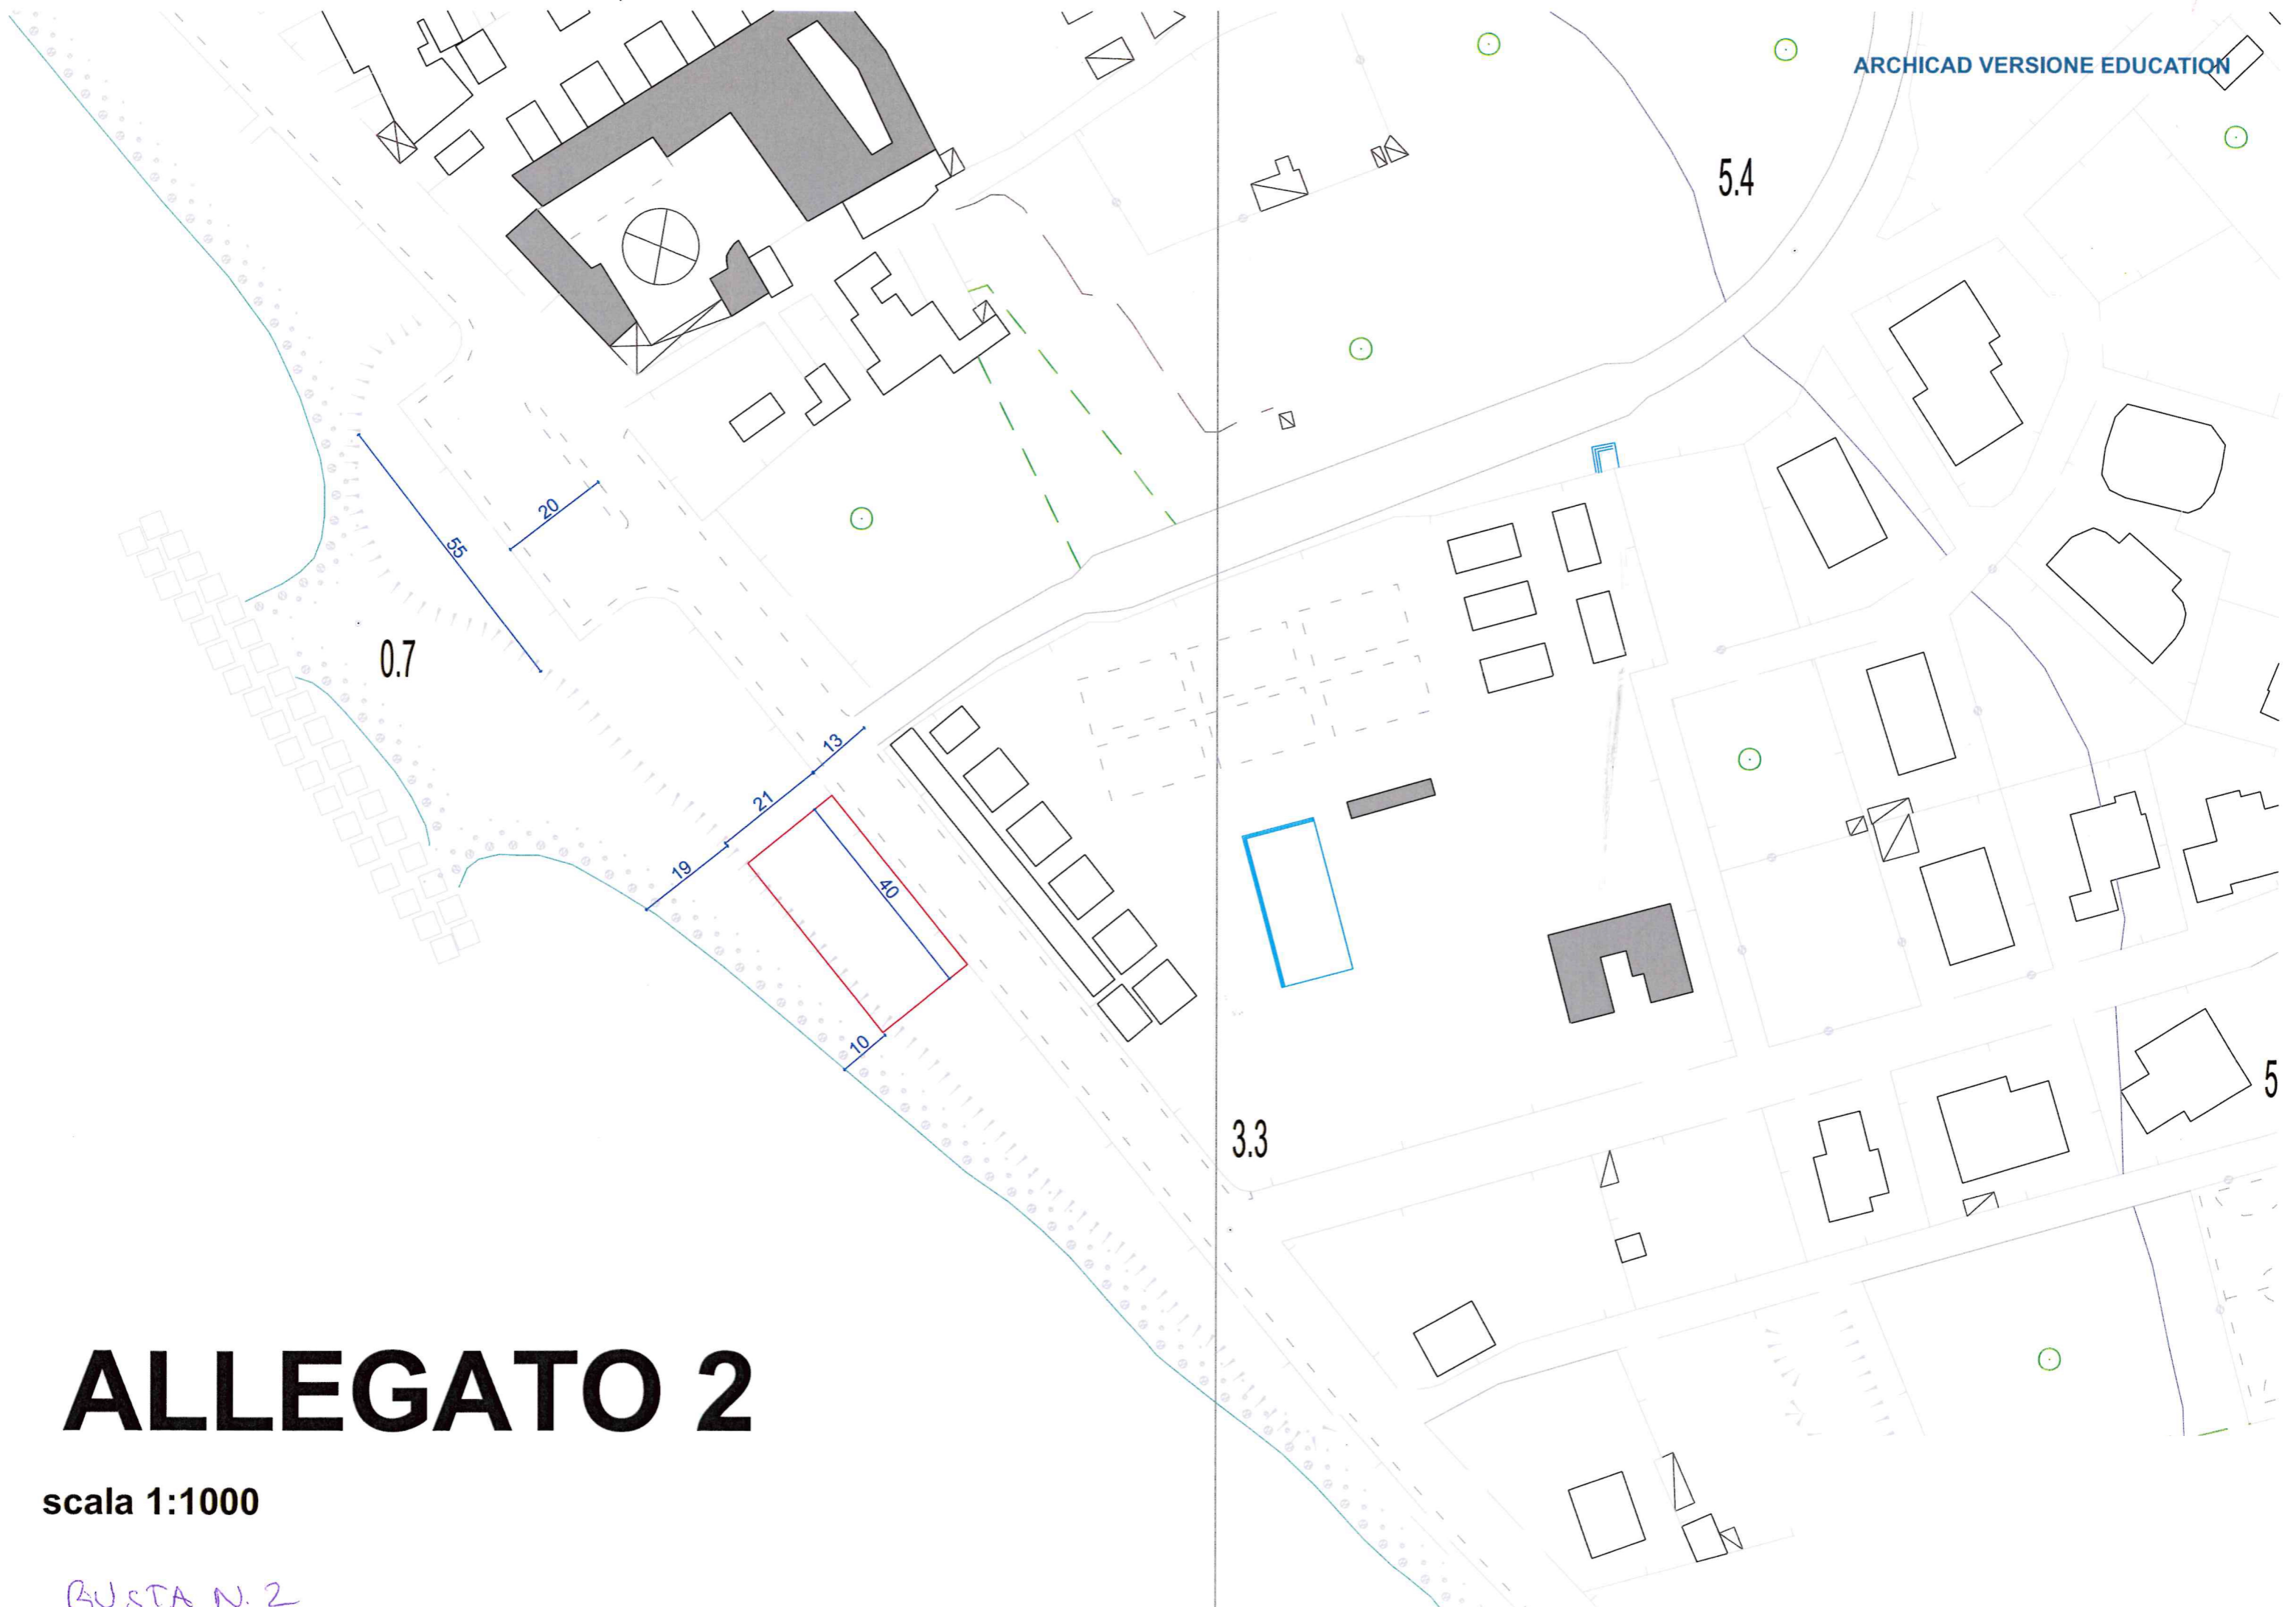 ARCHICAD VERSIONE EDUCATION
5.4
20
55
0.7
13
21
19
40
10
3.3
5
ALLEGATO 2
scala 1:1000
BUSTA N. 2